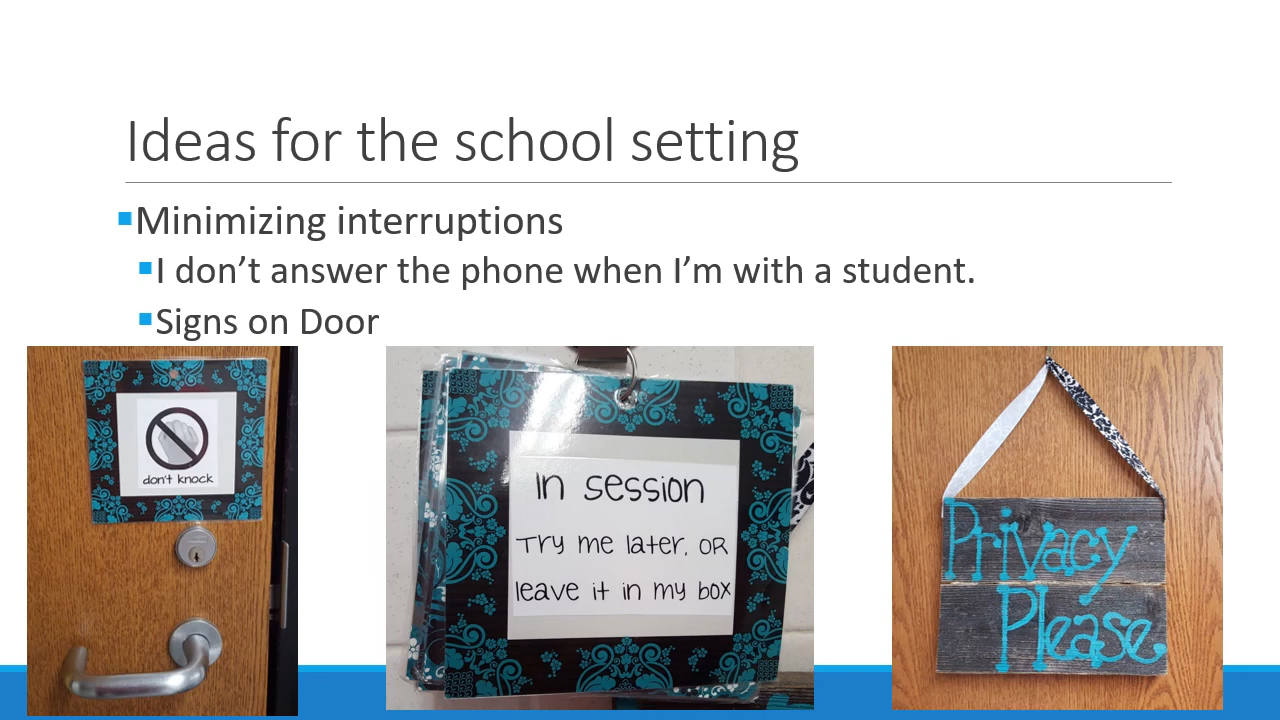 Ideas for the school setting
Minimizing interruptions
I don’t answer the phone when I’m with a student.
Signs on Door
don't knock
In session
Try me later, OR
leave it in my box
Privacy
Please